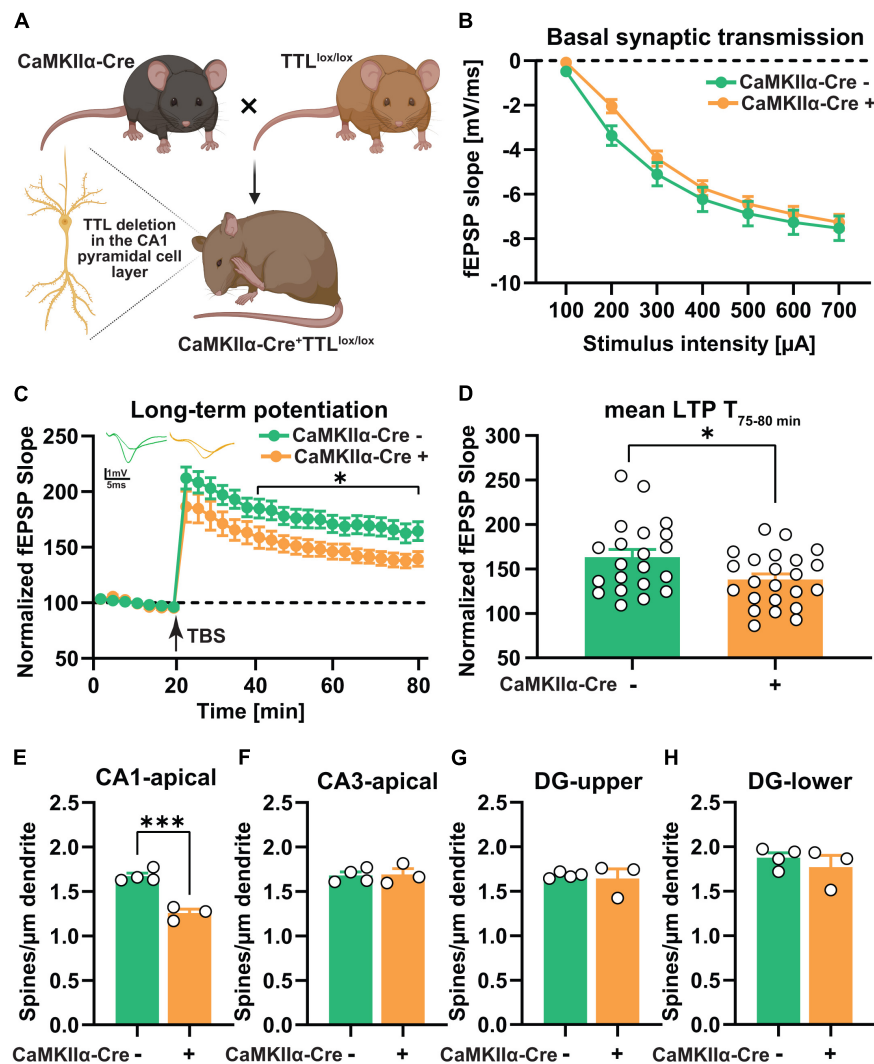 A
CaMKIIα-Cre
TTLlox/lox
×
TTL deletion
in the CA1
pyramidal cell
layer
CaMKIIα-Cre+TTLlox/lox
B
Basal synaptic transmission
CaMKIIα-Cre -
CaMKIIα-Cre +
fEPSP slope [mV/ms]
0
-2
-4
-6
-8
-10
100 200 300 400 500 600 700
Stimulus intensity [µA]
C
Long-term potentiation
CaMKIIα-Cre -
CaMKIIα-Cre +
1mV
5ms
*
Normalized fEPSP Slope
250
200
150
100
50
TBS
0 20 40 60 80
Time [min]
D
mean LTP T75-80 min
*
Normalized fEPSP Slope
300
250
200
150
100
50
CaMKIIα-Cre - +
E
CA1-apical
***
Spines/µm dendrite
2.5
2.0
1.5
1.0
0.5
0.0
CaMKIIα-Cre - +
F
CA3-apical
Spines/µm dendrite
2.5
2.0
1.5
1.0
0.5
0.0
CaMKIIα-Cre - +
G
DG-upper
Spines/µm dendrite
2.5
2.0
1.5
1.0
0.5
0.0
CaMKIIα-Cre - +
H
DG-lower
Spines/µm dendrite
2.5
2.0
1.5
1.0
0.5
0.0
CaMKIIα-Cre - +